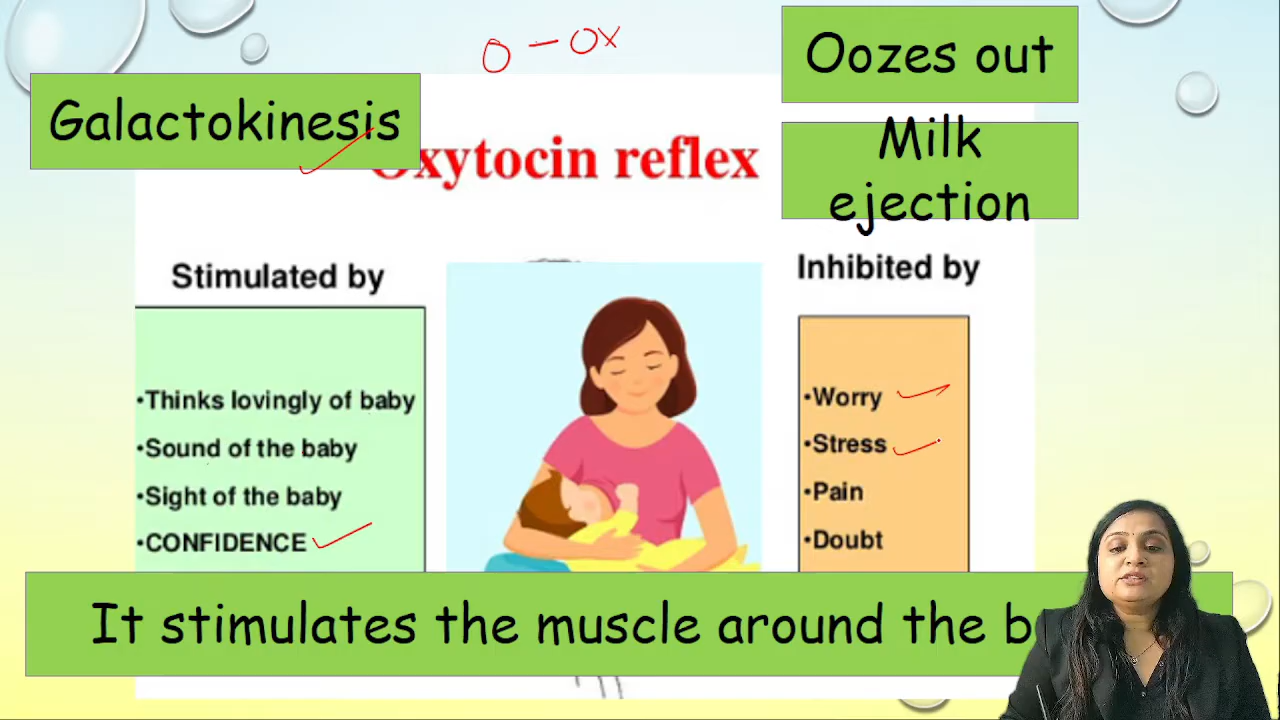 O - OX
Oozes out
Galactokinesis
Milk
ejection
Oxytocin reflex
Stimulated by
Inhibited by
•Thinks lovingly of baby
•Sound of the baby
•Sight of the baby
•CONFIDENCE
•Worry
•Stress
•Pain
•Doubt
It stimulates the muscle around the